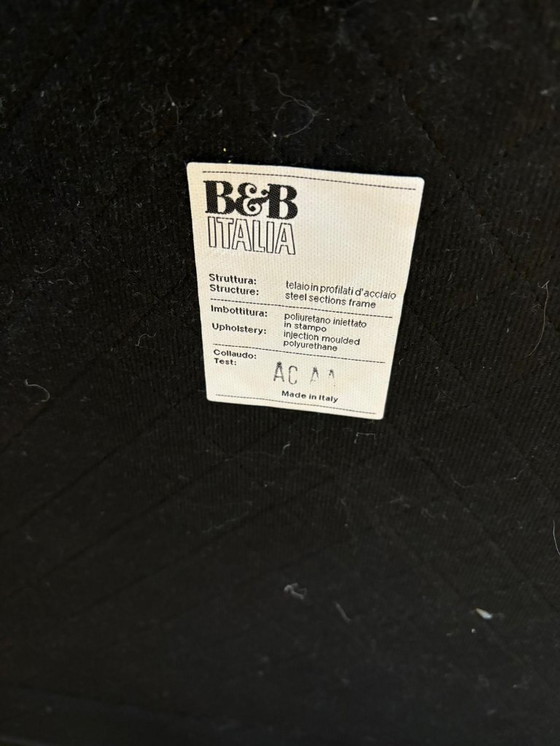 B&B
ITALIA
Struttura: telaio in profilati d'acciaio
Structure: steel sections frame
Imbottitura: poliuretano iniettato
in stampo
Upholstery: injection moulded
polyurethane
Collaudo:
Test: AC
Made in Italy